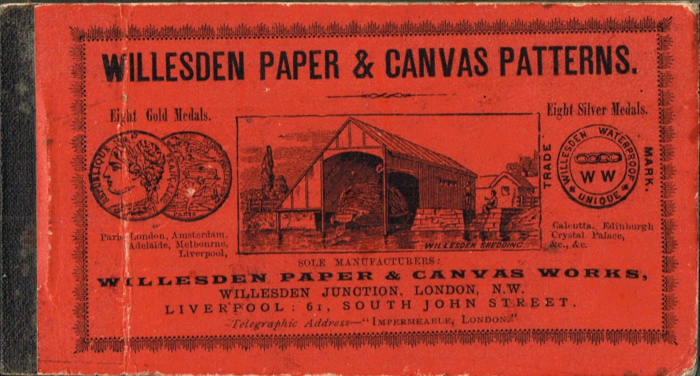 WILLESDEN PAPER & CANVAS PATTERNS.
Eight Gold Medals.
Eight Silver Medals.
REPUBLIQUE
PARIS
TRADE
MARK.
WILLESDEN WATERPROOF
W W
UNIQUE
Paris, London, Amsterdam,
Adelaide, Melbourne,
Liverpool,
Calcutta, Edinburgh
Crystal Palace,
&c., &c.
WILLESDEN SHEDDING.
SOLE MANUFACTURERS:
WILLESDEN PAPER & CANVAS WORKS,
WILLESDEN JUNCTION, LONDON, N.W.
LIVERPOOL: 61, SOUTH JOHN STREET.
Telegraphic Address—"IMPERMEABLE, LONDON."